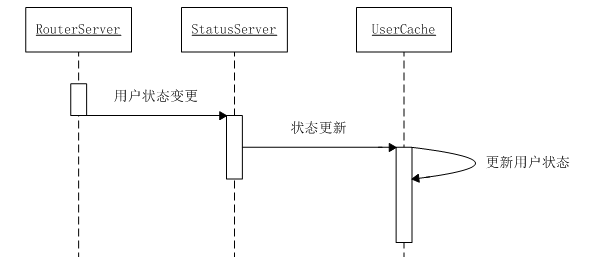 RouterServer
StatusServer
UserCache
用户状态变更
状态更新
更新用户状态